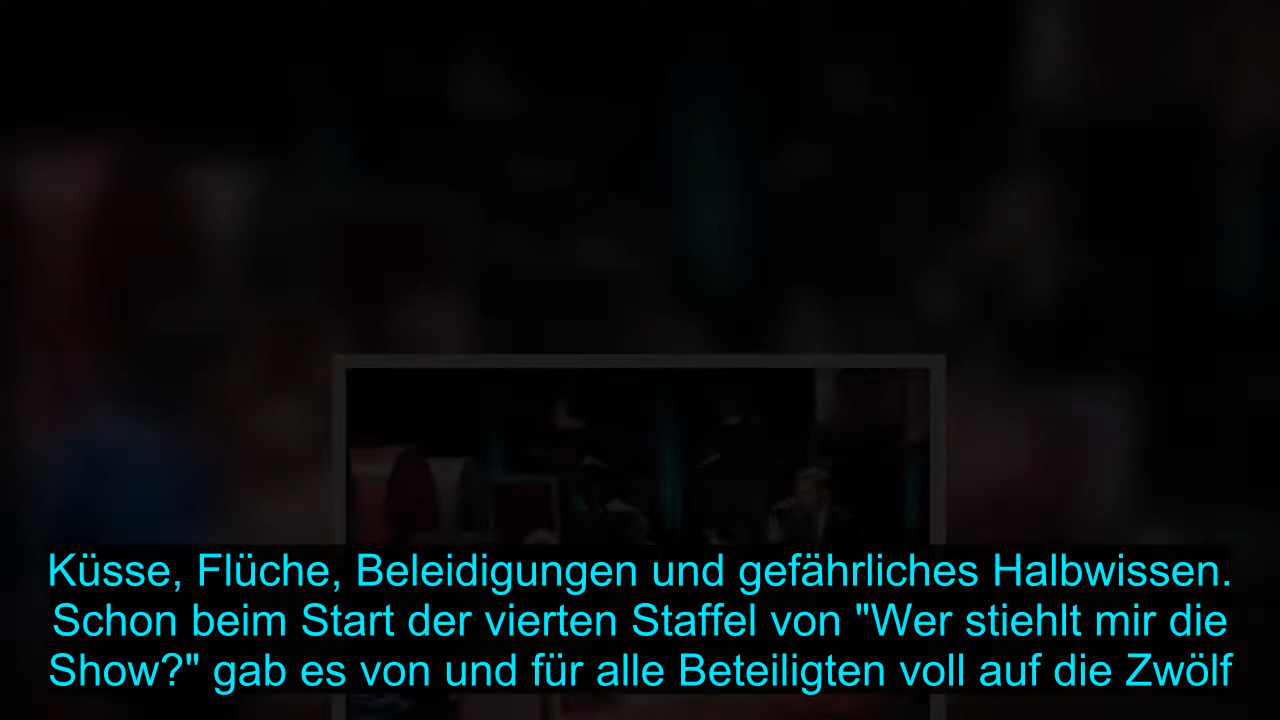 Küsse, Flüche, Beleidigungen und gefährliches Halbwissen.
Schon beim Start der vierten Staffel von "Wer stiehlt mir die
Show?" gab es von und für alle Beteiligten voll auf die Zwölf